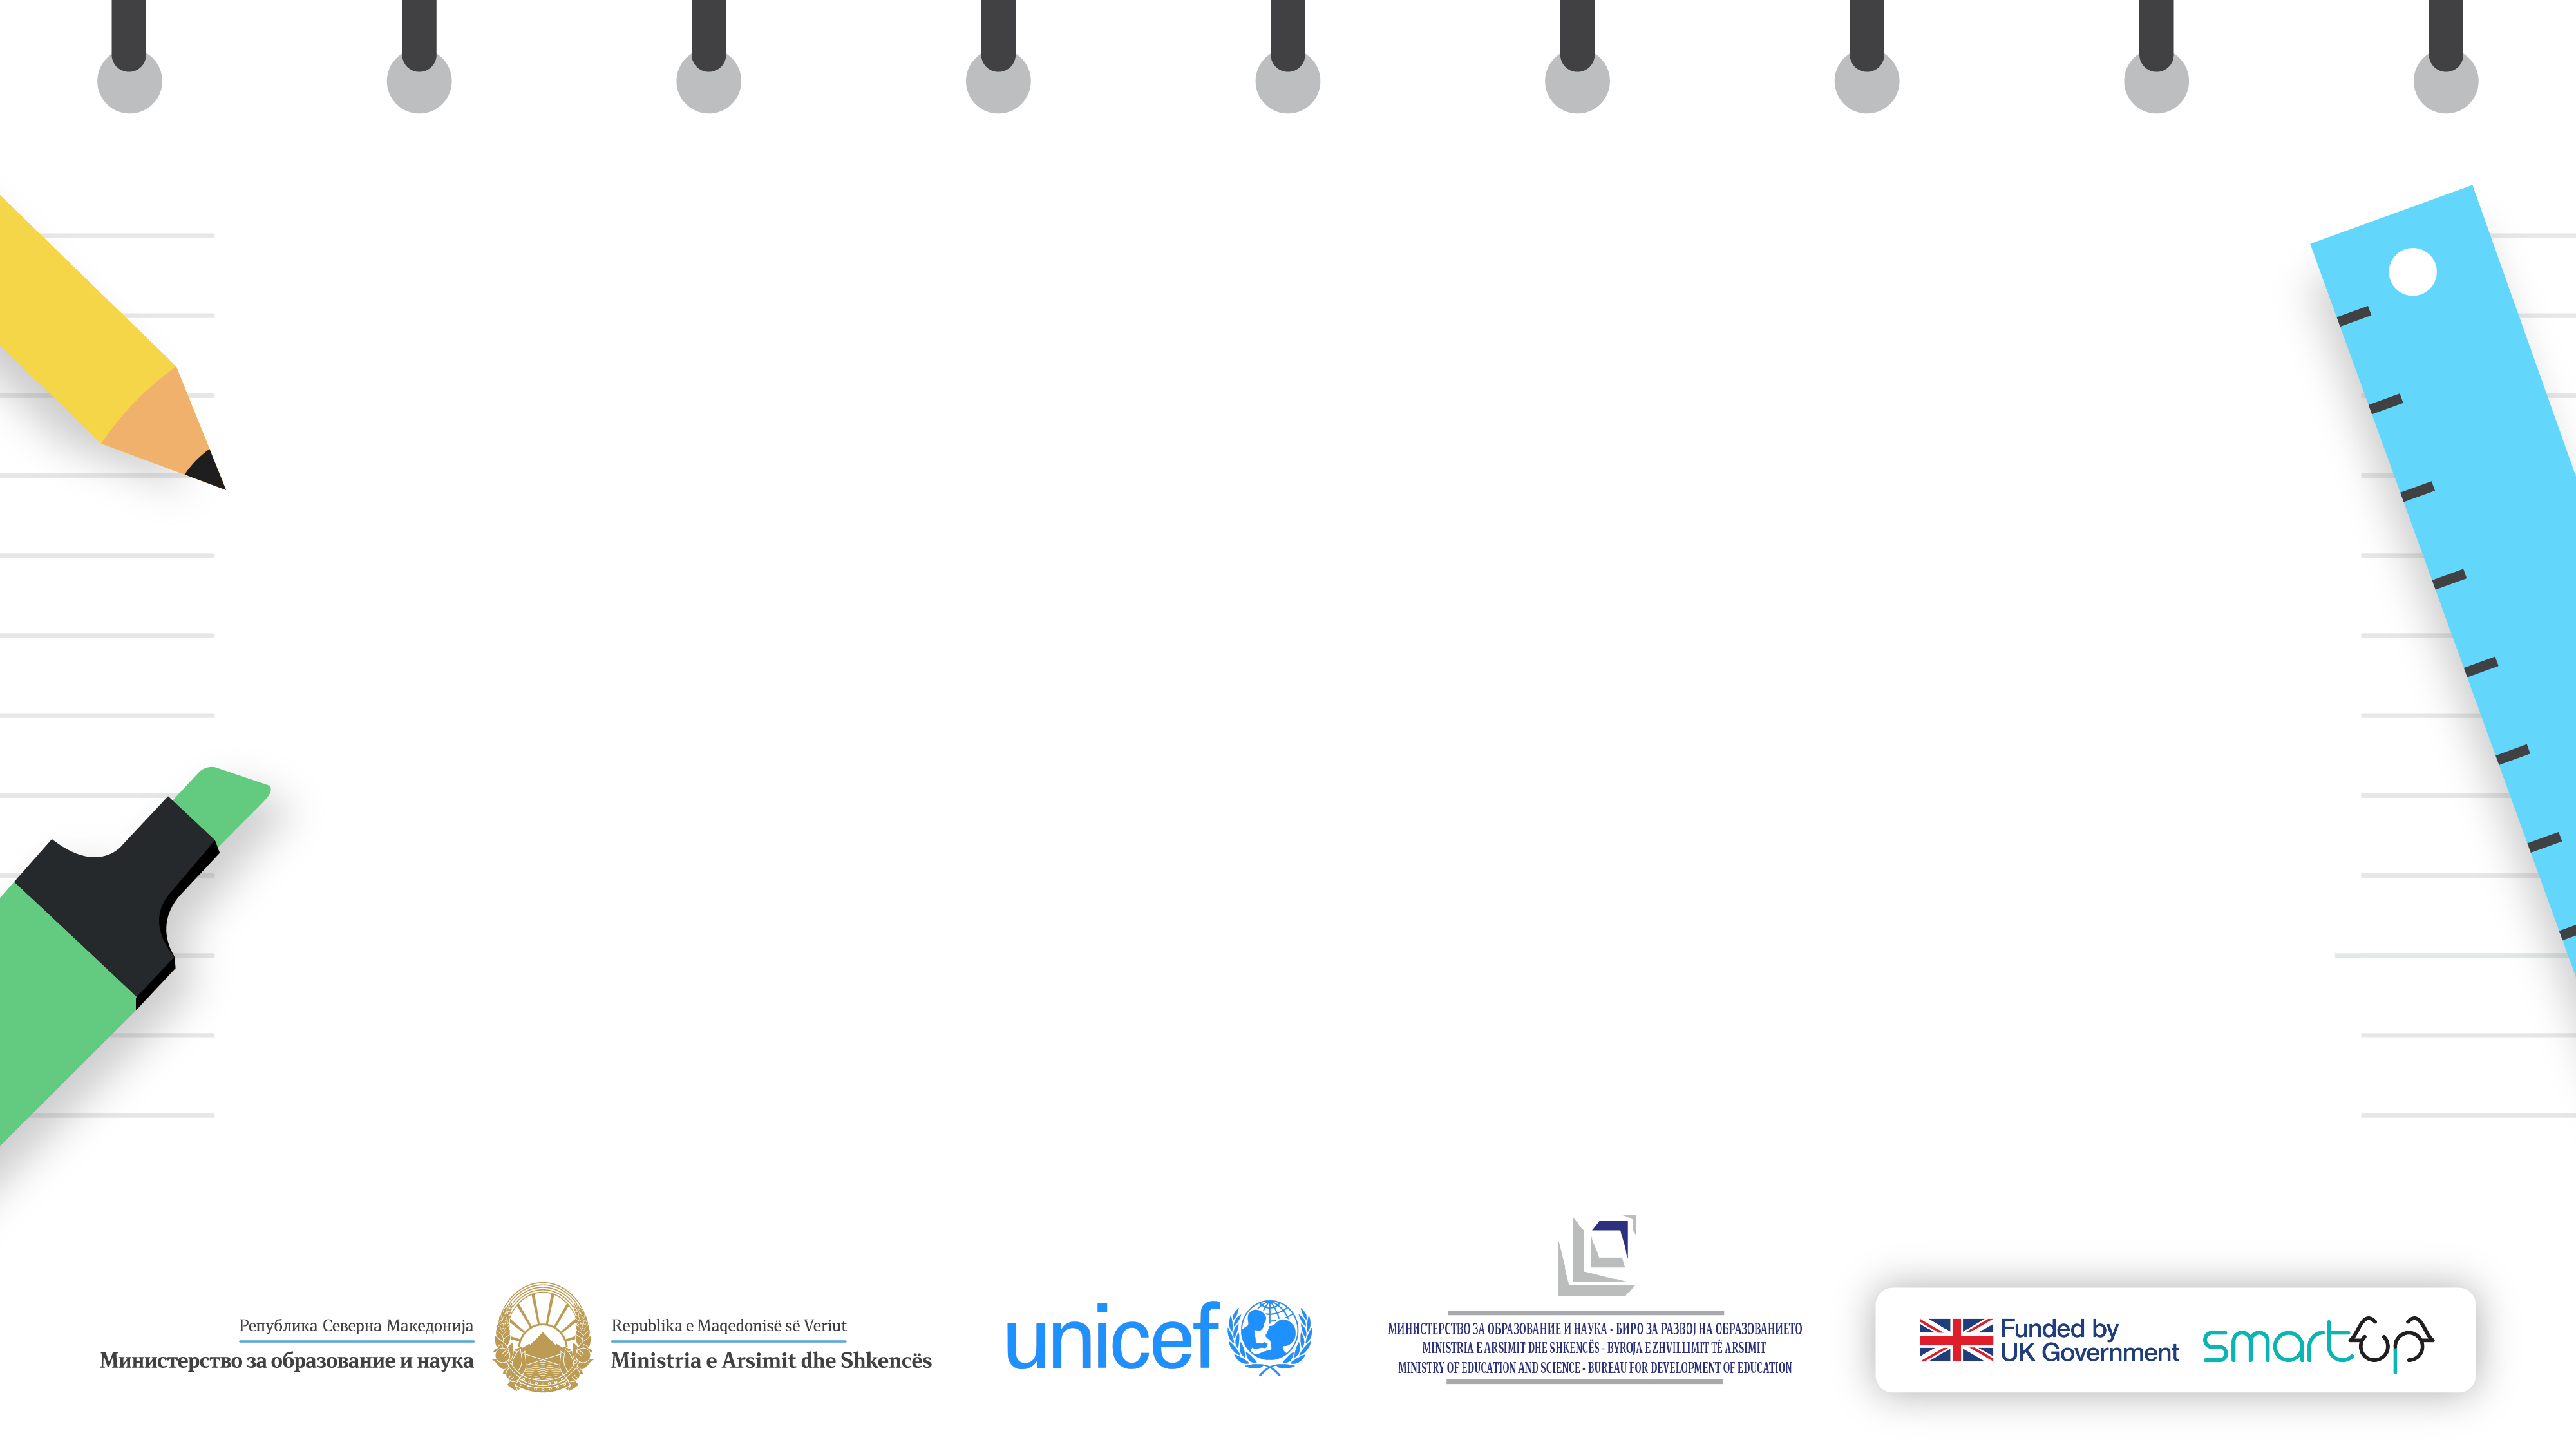 Република Северна Македонија
Министерство за образование и наука
Republika e Maqedonisë së Veriut
Ministria e Arsimit dhe Shkencës
unicef
МИНИСТЕРСТВО ЗА ОБРАЗОВАНИЕ И НАУКА - БИРО ЗА РАЗВОЈ НА ОБРАЗОВАНИЕТО
MINISTRIA E ARSIMIT DHE SHKENCËS - BYROJA E ZHVILLIMIT TË ARSIMIT
MINISTRY OF EDUCATION AND SCIENCE - BUREAU FOR DEVELOPMENT OF EDUCATION
Funded by
UK Government
smartup